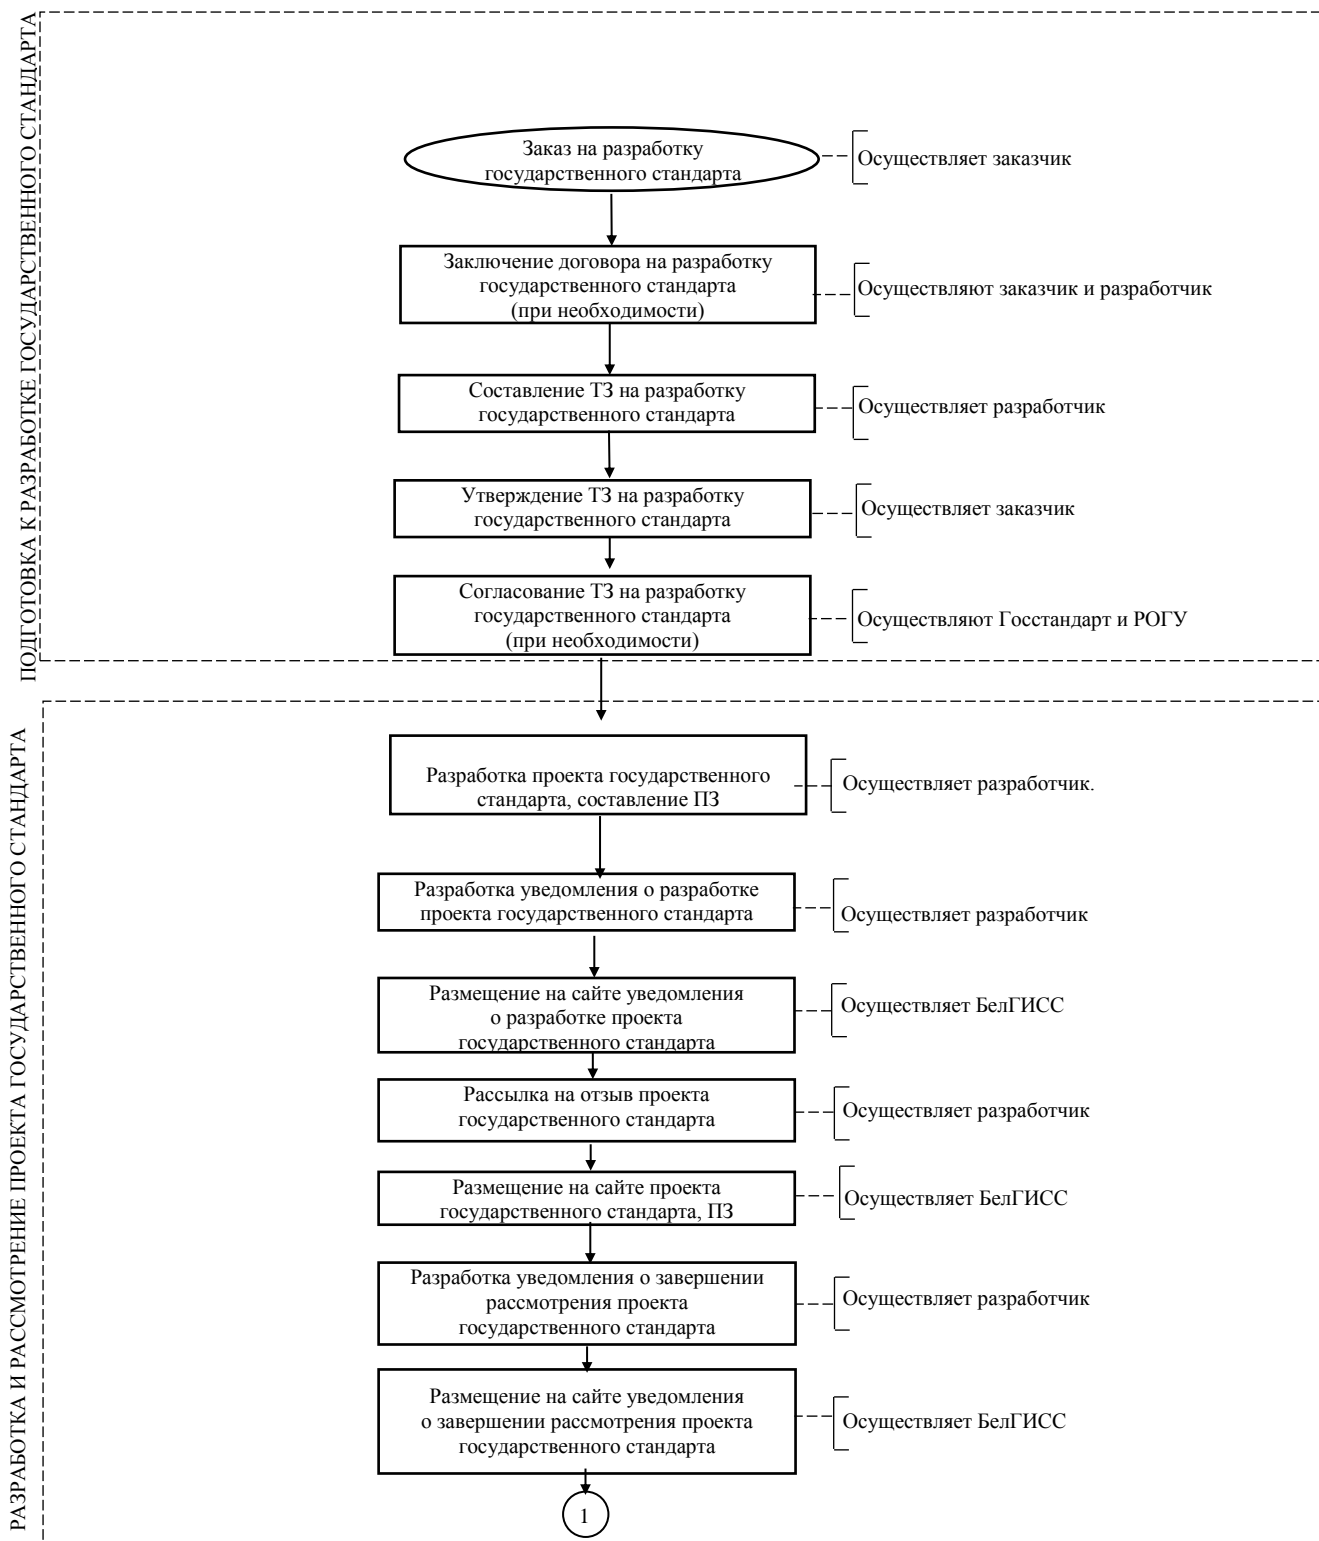 ПОДГОТОВКА К РАЗРАБОТКЕ ГОСУДАРСТВЕННОГО СТАНДАРТА
Заказ на разработку
государственного стандарта
Осуществляет заказчик
Заключение договора на разработку
государственного стандарта
(при необходимости)
Осуществляют заказчик и разработчик
Составление ТЗ на разработку
государственного стандарта
Осуществляет разработчик
Утверждение ТЗ на разработку
государственного стандарта
Осуществляет заказчик
Согласование ТЗ на разработку
государственного стандарта
(при необходимости)
Осуществляют Госстандарт и РОГУ
РАЗРАБОТКА И РАССМОТРЕНИЕ ПРОЕКТА ГОСУДАРСТВЕННОГО СТАНДАРТА
Разработка проекта государственного
стандарта, составление ПЗ
Осуществляет разработчик.
Разработка уведомления о разработке
проекта государственного стандарта
Осуществляет разработчик
Размещение на сайте уведомления
о разработке проекта
государственного стандарта
Осуществляет БелГИСС
Рассылка на отзыв проекта
государственного стандарта
Осуществляет разработчик
Размещение на сайте проекта
государственного стандарта, ПЗ
Осуществляет БелГИСС
Разработка уведомления о завершении
рассмотрения проекта
государственного стандарта
Осуществляет разработчик
Размещение на сайте уведомления
о завершении рассмотрения проекта
государственного стандарта
Осуществляет БелГИСС
1